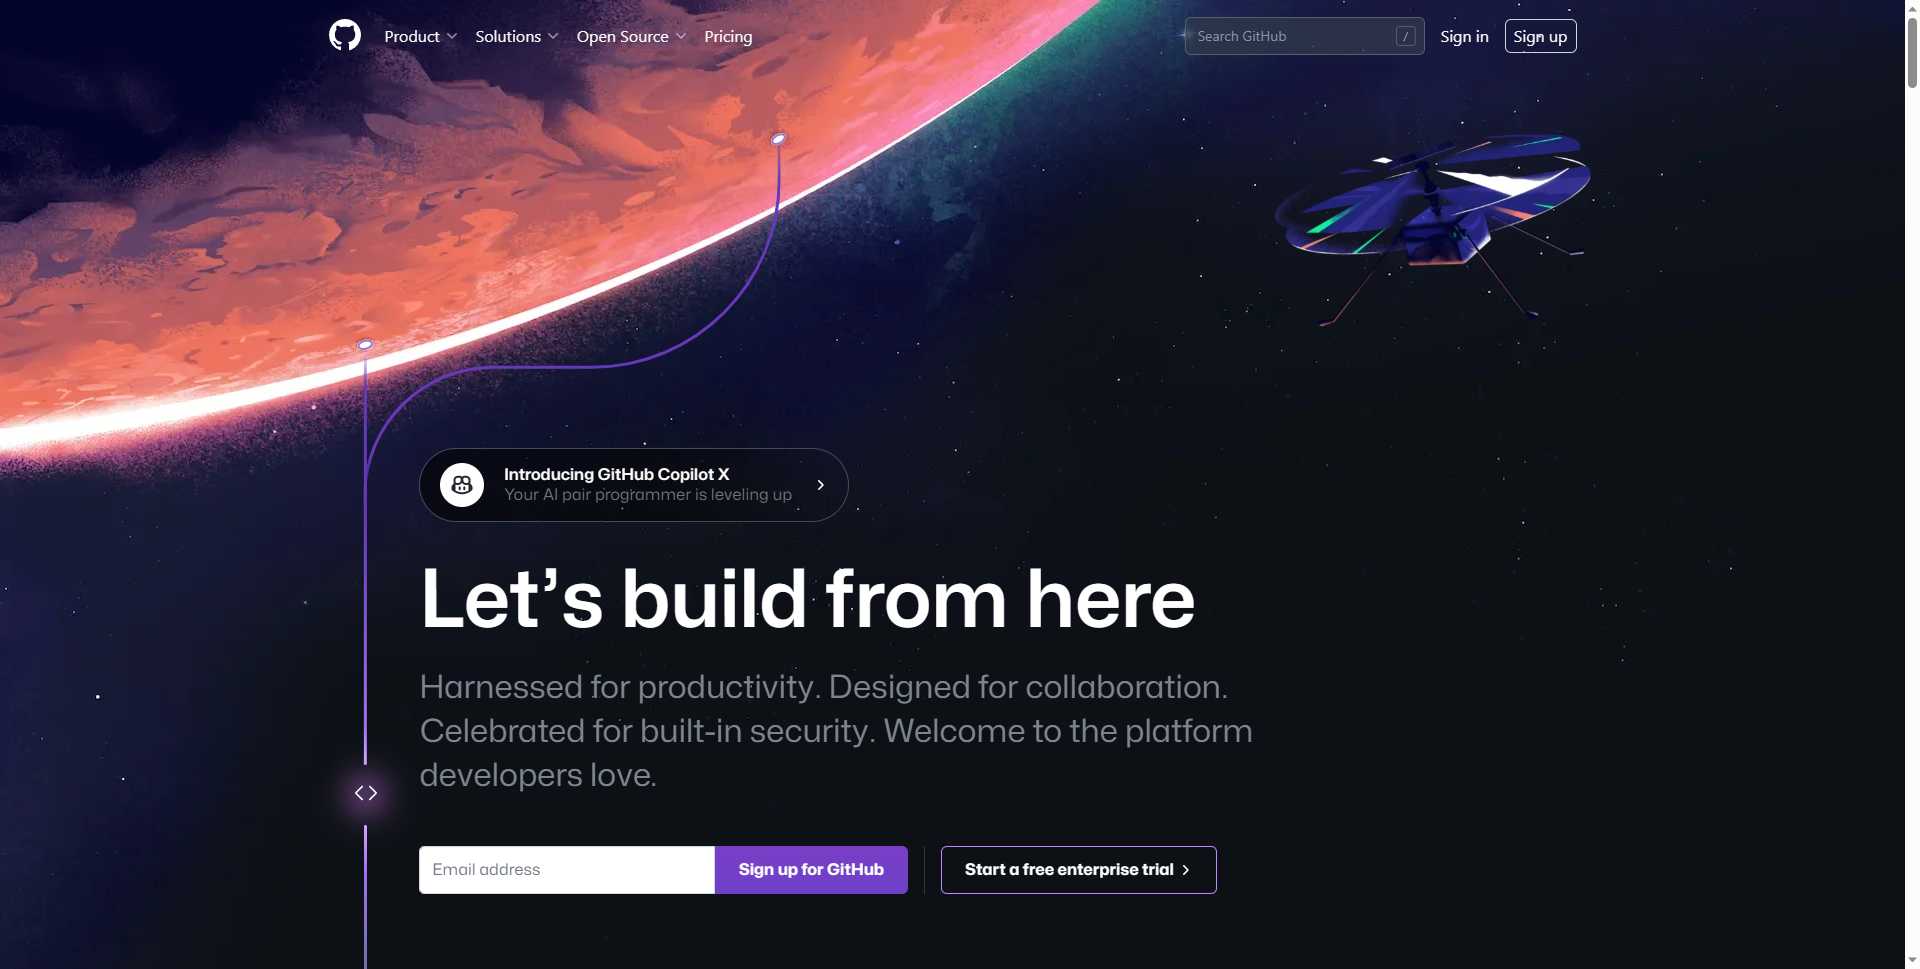 Product Solutions Open Source Pricing Search GitHub / Sign in Sign up
Introducing GitHub Copilot X
Your AI pair programmer is leveling up
Let’s build from here
Harnessed for productivity. Designed for collaboration.
Celebrated for built-in security. Welcome to the platform
developers love.
Email address Sign up for GitHub Start a free enterprise trial